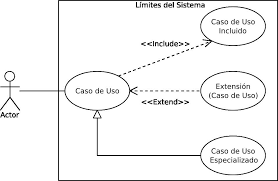 Límites del Sistema
Caso de Uso
Incluido
<<Include>>
Caso de Uso
Extensión
(Caso de Uso)
<<Extend>>
Actor
Caso de Uso
Especializado